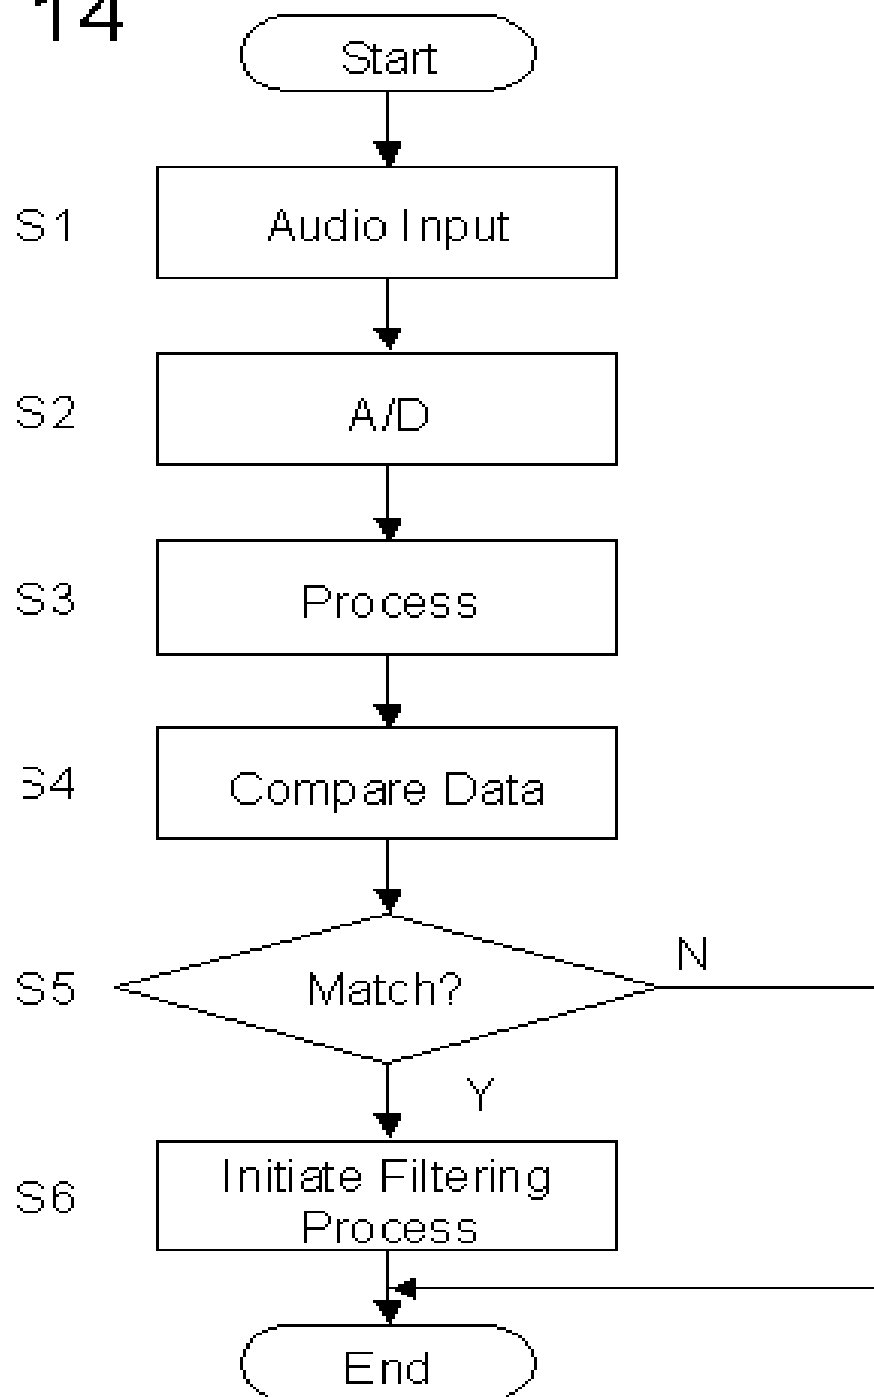 14
Start
S1
Audio Input
S2
A/D
S3
Process
S4
Compare Data
S5
Match?
N
Y
S6
Initiate Filtering
Process
End